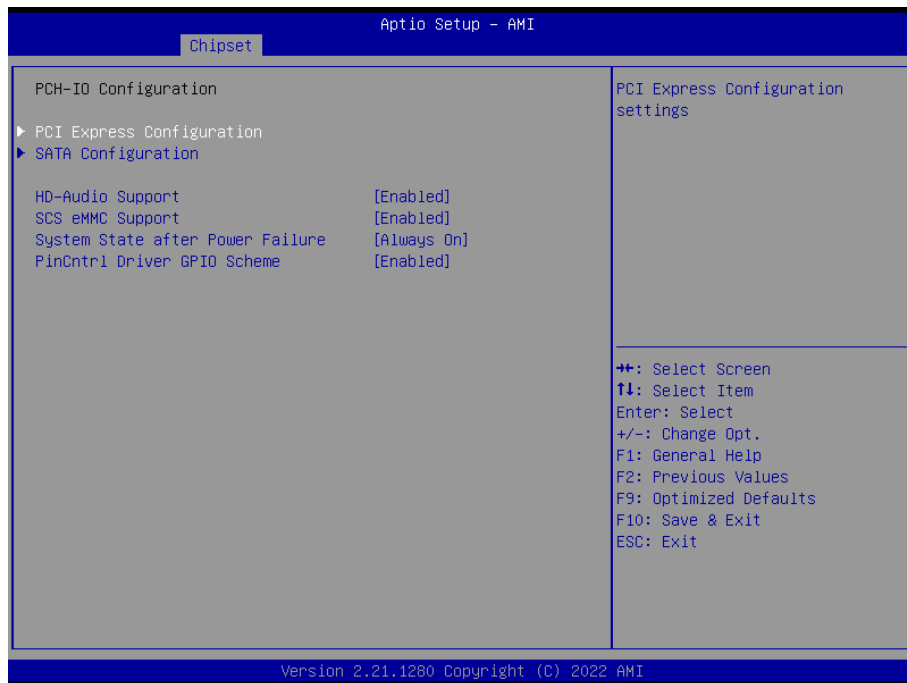 Aptio Setup – AMI
Chipset
PCH-IO Configuration
PCI Express Configuration
SATA Configuration
HD-Audio Support [Enabled]
SCS eMMC Support [Enabled]
System State after Power Failure [Always On]
PinCntrl Driver GPIO Scheme [Enabled]
PCI Express Configuration
settings
→←: Select Screen
↑↓: Select Item
Enter: Select
+/-: Change Opt.
F1: General Help
F2: Previous Values
F9: Optimized Defaults
F10: Save & Exit
ESC: Exit
Version 2.21.1280 Copyright (C) 2022 AMI